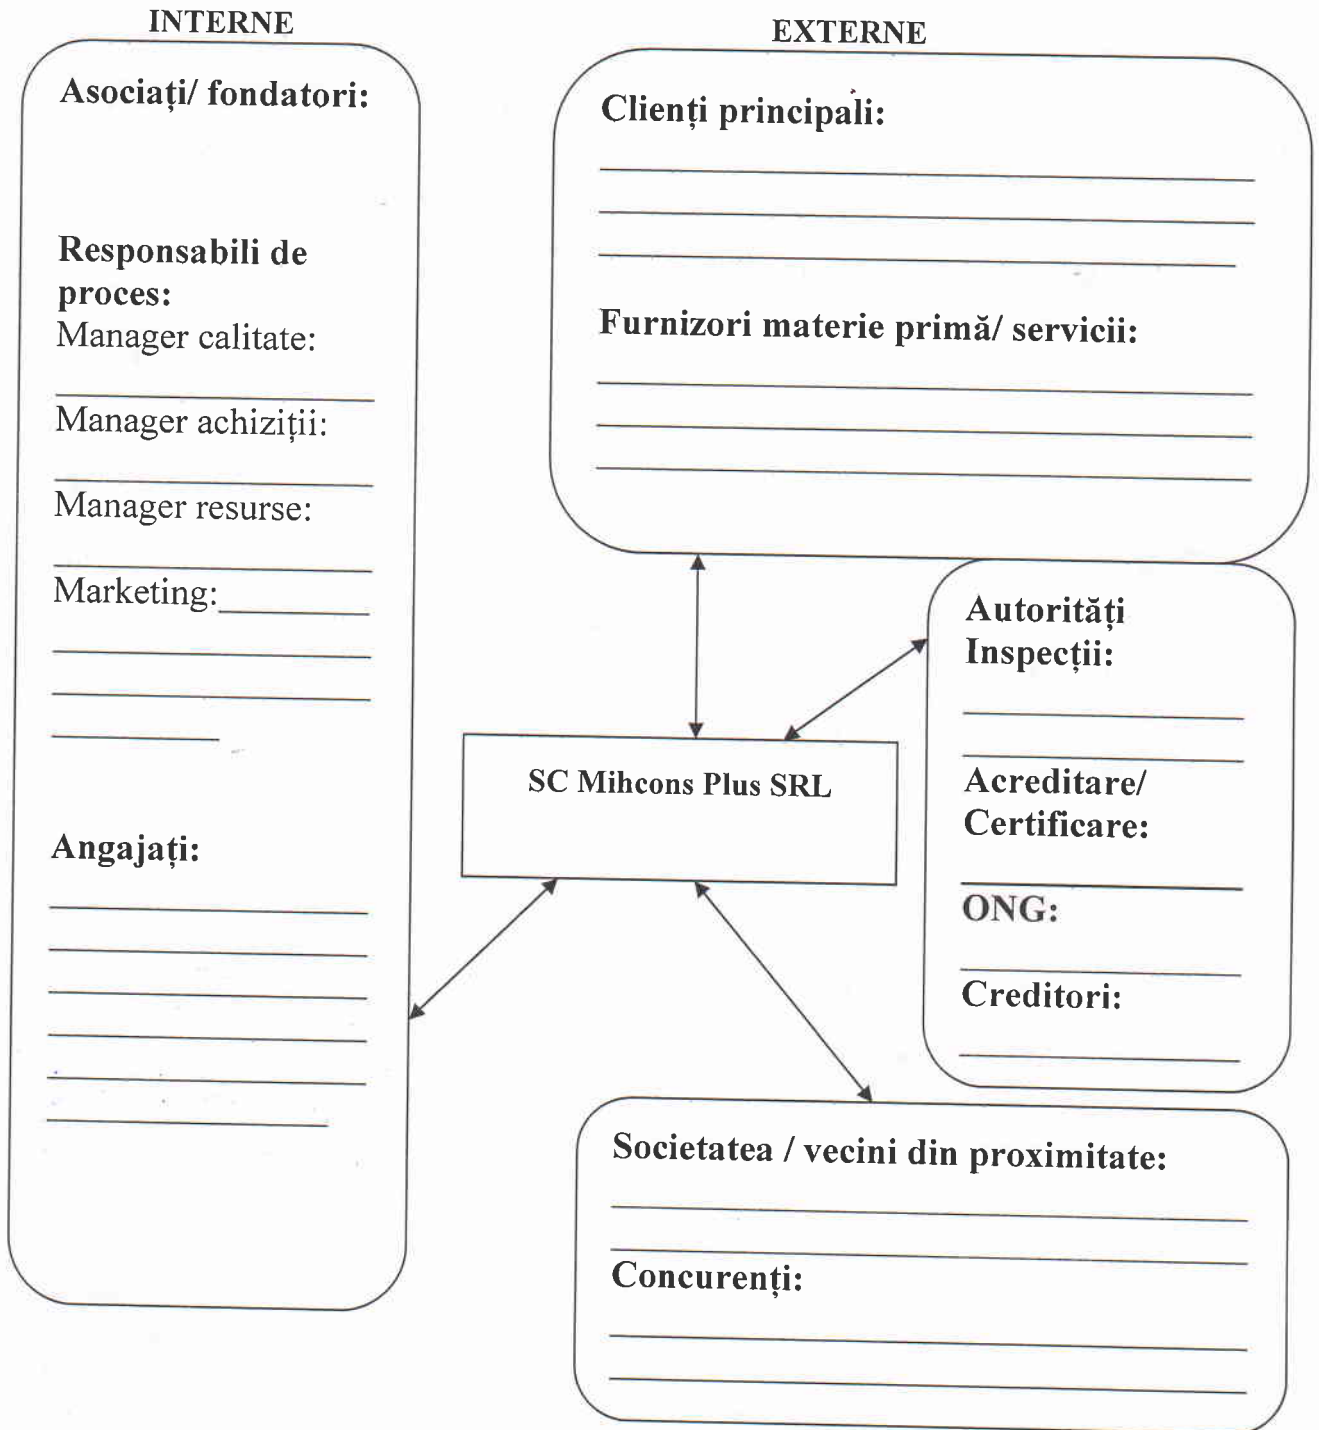 INTERNE
Asociați/ fondatori:
Responsabili de
proces:
Manager calitate:
Manager achiziții:
Manager resurse:
Marketing:
Angajați:
EXTERNE
Clienți principali:
Furnizori materie primă/ servicii:
Autorități
Inspecții:
Acreditare/
Certificare:
ONG:
Creditori:
SC Mihcons Plus SRL
Societatea / vecini din proximitate:
Concurenți: